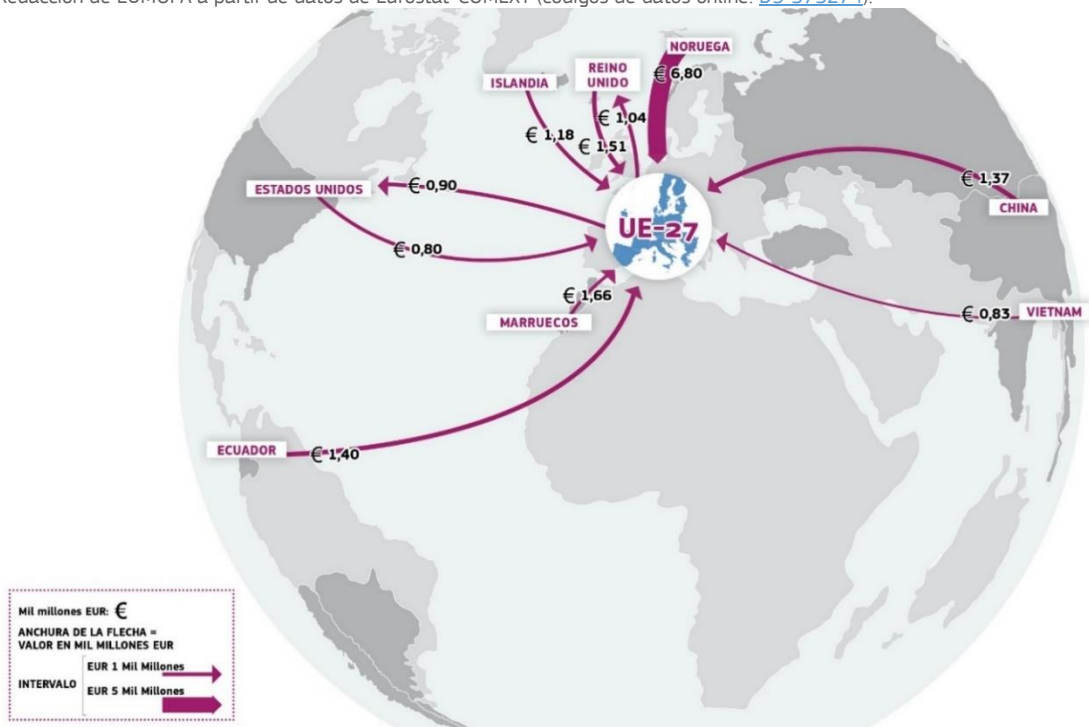 Redacción de EUMOFA a partir de datos de Eurostat-COMEXT (códigos de datos online: DS-575274).
NORUEGA
€ 6,80
ISLANDIA
REINO
UNIDO
€ 1,04
€ 1,18
€ 1,51
ESTADOS UNIDOS
€ 0,90
€ 1,37
CHINA
UE-27
€ 0,80
€ 1,66
MARRUECOS
€ 0,83
VIETNAM
ECUADOR
€ 1,40
Mil millones EUR: €
ANCHURA DE LA FLECHA =
VALOR EN MIL MILLONES EUR
INTERVALO
EUR 1 Mil Millones
EUR 5 Mil Millones